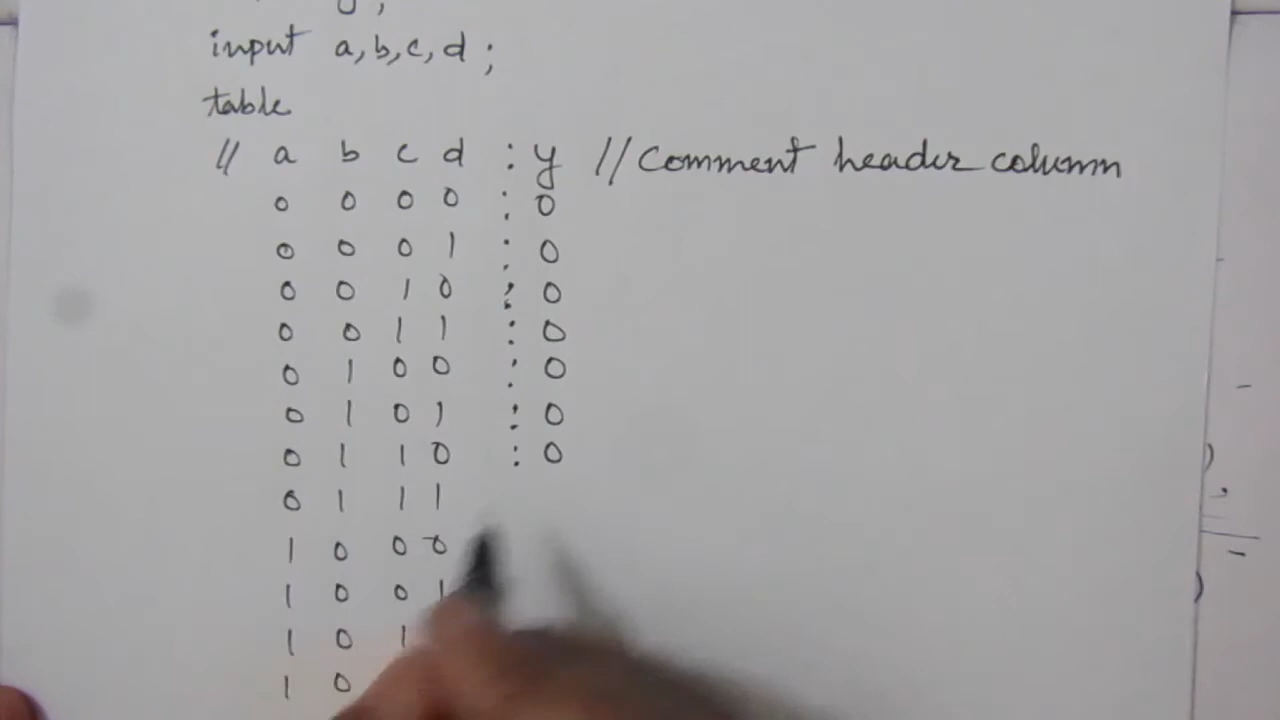 input a,b,c,d ;
table
// a b c d : y // Comment header column
0 0 0 0 : 0
0 0 0 1 : 0
0 0 1 0 : 0
0 0 1 1 : 0
0 1 0 0 : 0
0 1 0 1 : 0
0 1 1 0 : 0
0 1 1 1
1 0 0 0
1 0 0 1
1 0 1
1 0